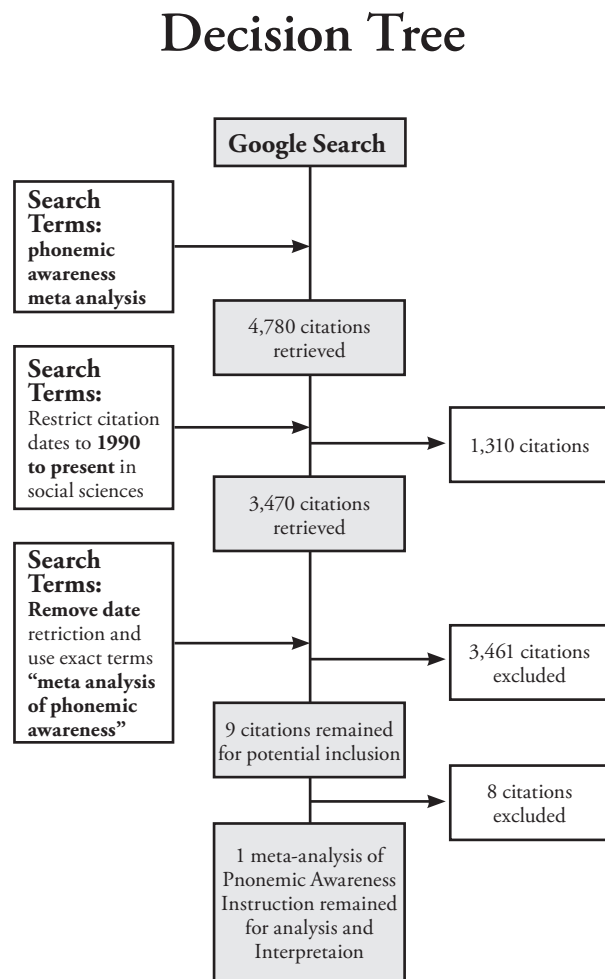 Decision Tree
Google Search
Search
Terms:
phonemic
awareness
meta analysis
4,780 citations
retrieved
Search
Terms:
Restrict citation
dates to 1990
to present in
social sciences
1,310 citations
3,470 citations
retrieved
Search
Terms:
Remove date
retriction and
use exact terms
“meta analysis
of phonemic
awareness”
3,461 citations
excluded
9 citations remained
for potential inclusion
8 citations
excluded
1 meta-analysis of
Pnonemic Awareness
Instruction remained
for analysis and
Interpretaion